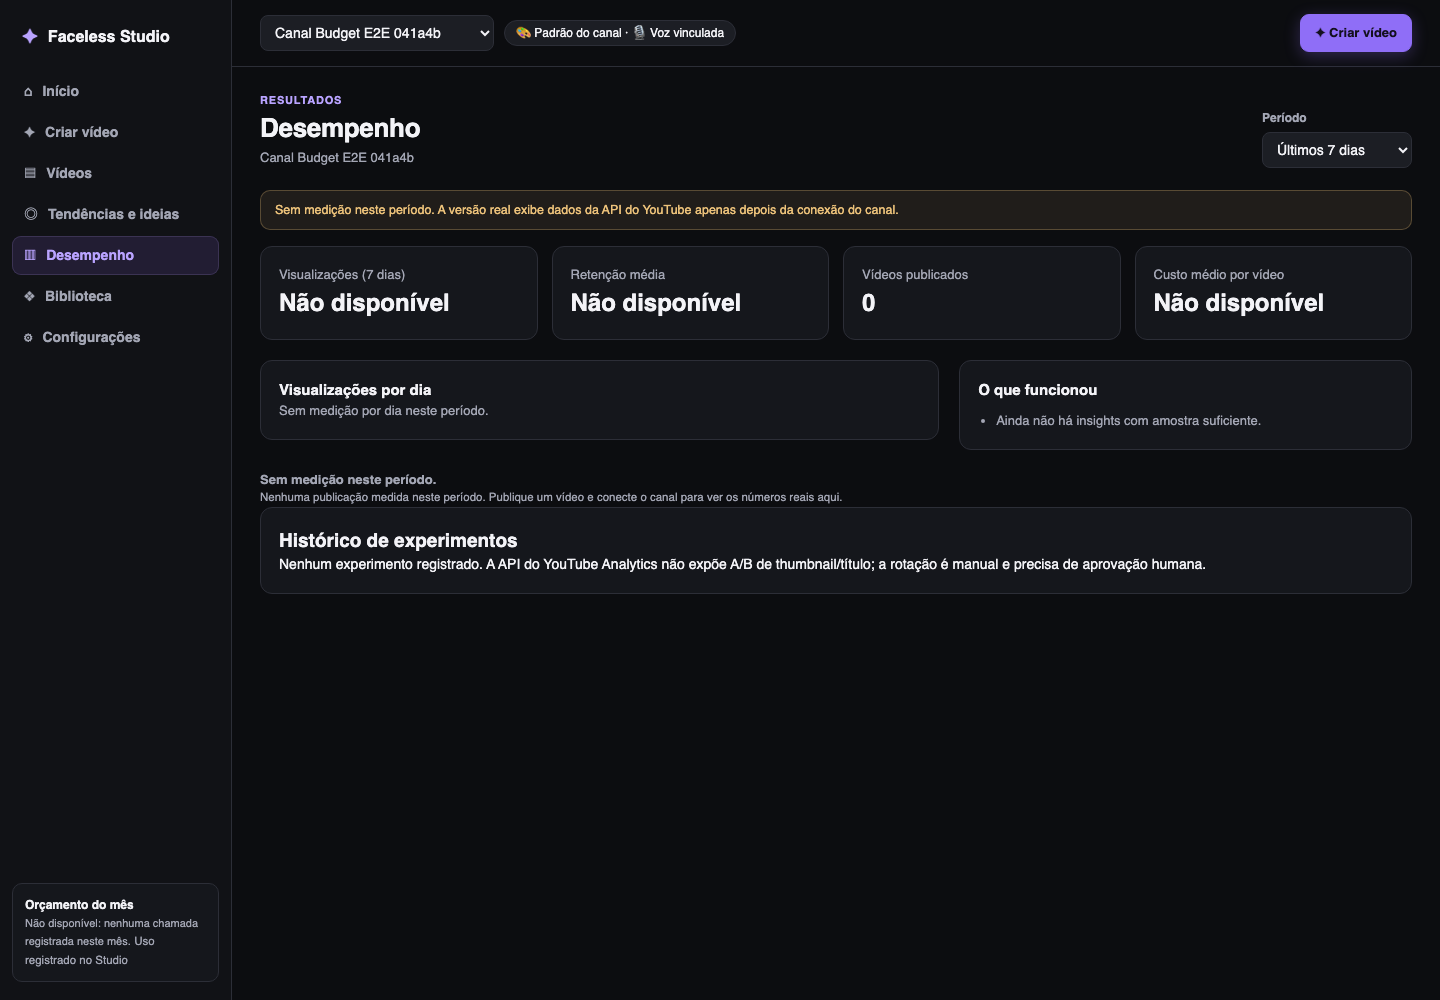 Faceless Studio
Início
Criar vídeo
Vídeos
Tendências e ideias
Desempenho
Biblioteca
Configurações
Orçamento do mês
Não disponível: nenhuma chamada
registrada neste mês. Uso
registrado no Studio
Canal Budget E2E 041a4b
Padrão do canal · Voz vinculada
Criar vídeo
RESULTADOS
Desempenho
Canal Budget E2E 041a4b
Período
Últimos 7 dias
Sem medição neste período. A versão real exibe dados da API do YouTube apenas depois da conexão do canal.
Visualizações (7 dias)
Não disponível
Retenção média
Não disponível
Vídeos publicados
0
Custo médio por vídeo
Não disponível
Visualizações por dia
Sem medição por dia neste período.
O que funcionou
• Ainda não há insights com amostra suficiente.
Sem medição neste período.
Nenhuma publicação medida neste período. Publique um vídeo e conecte o canal para ver os números reais aqui.
Histórico de experimentos
Nenhum experimento registrado. A API do YouTube Analytics não expõe A/B de thumbnail/título; a rotação é manual e precisa de aprovação humana.